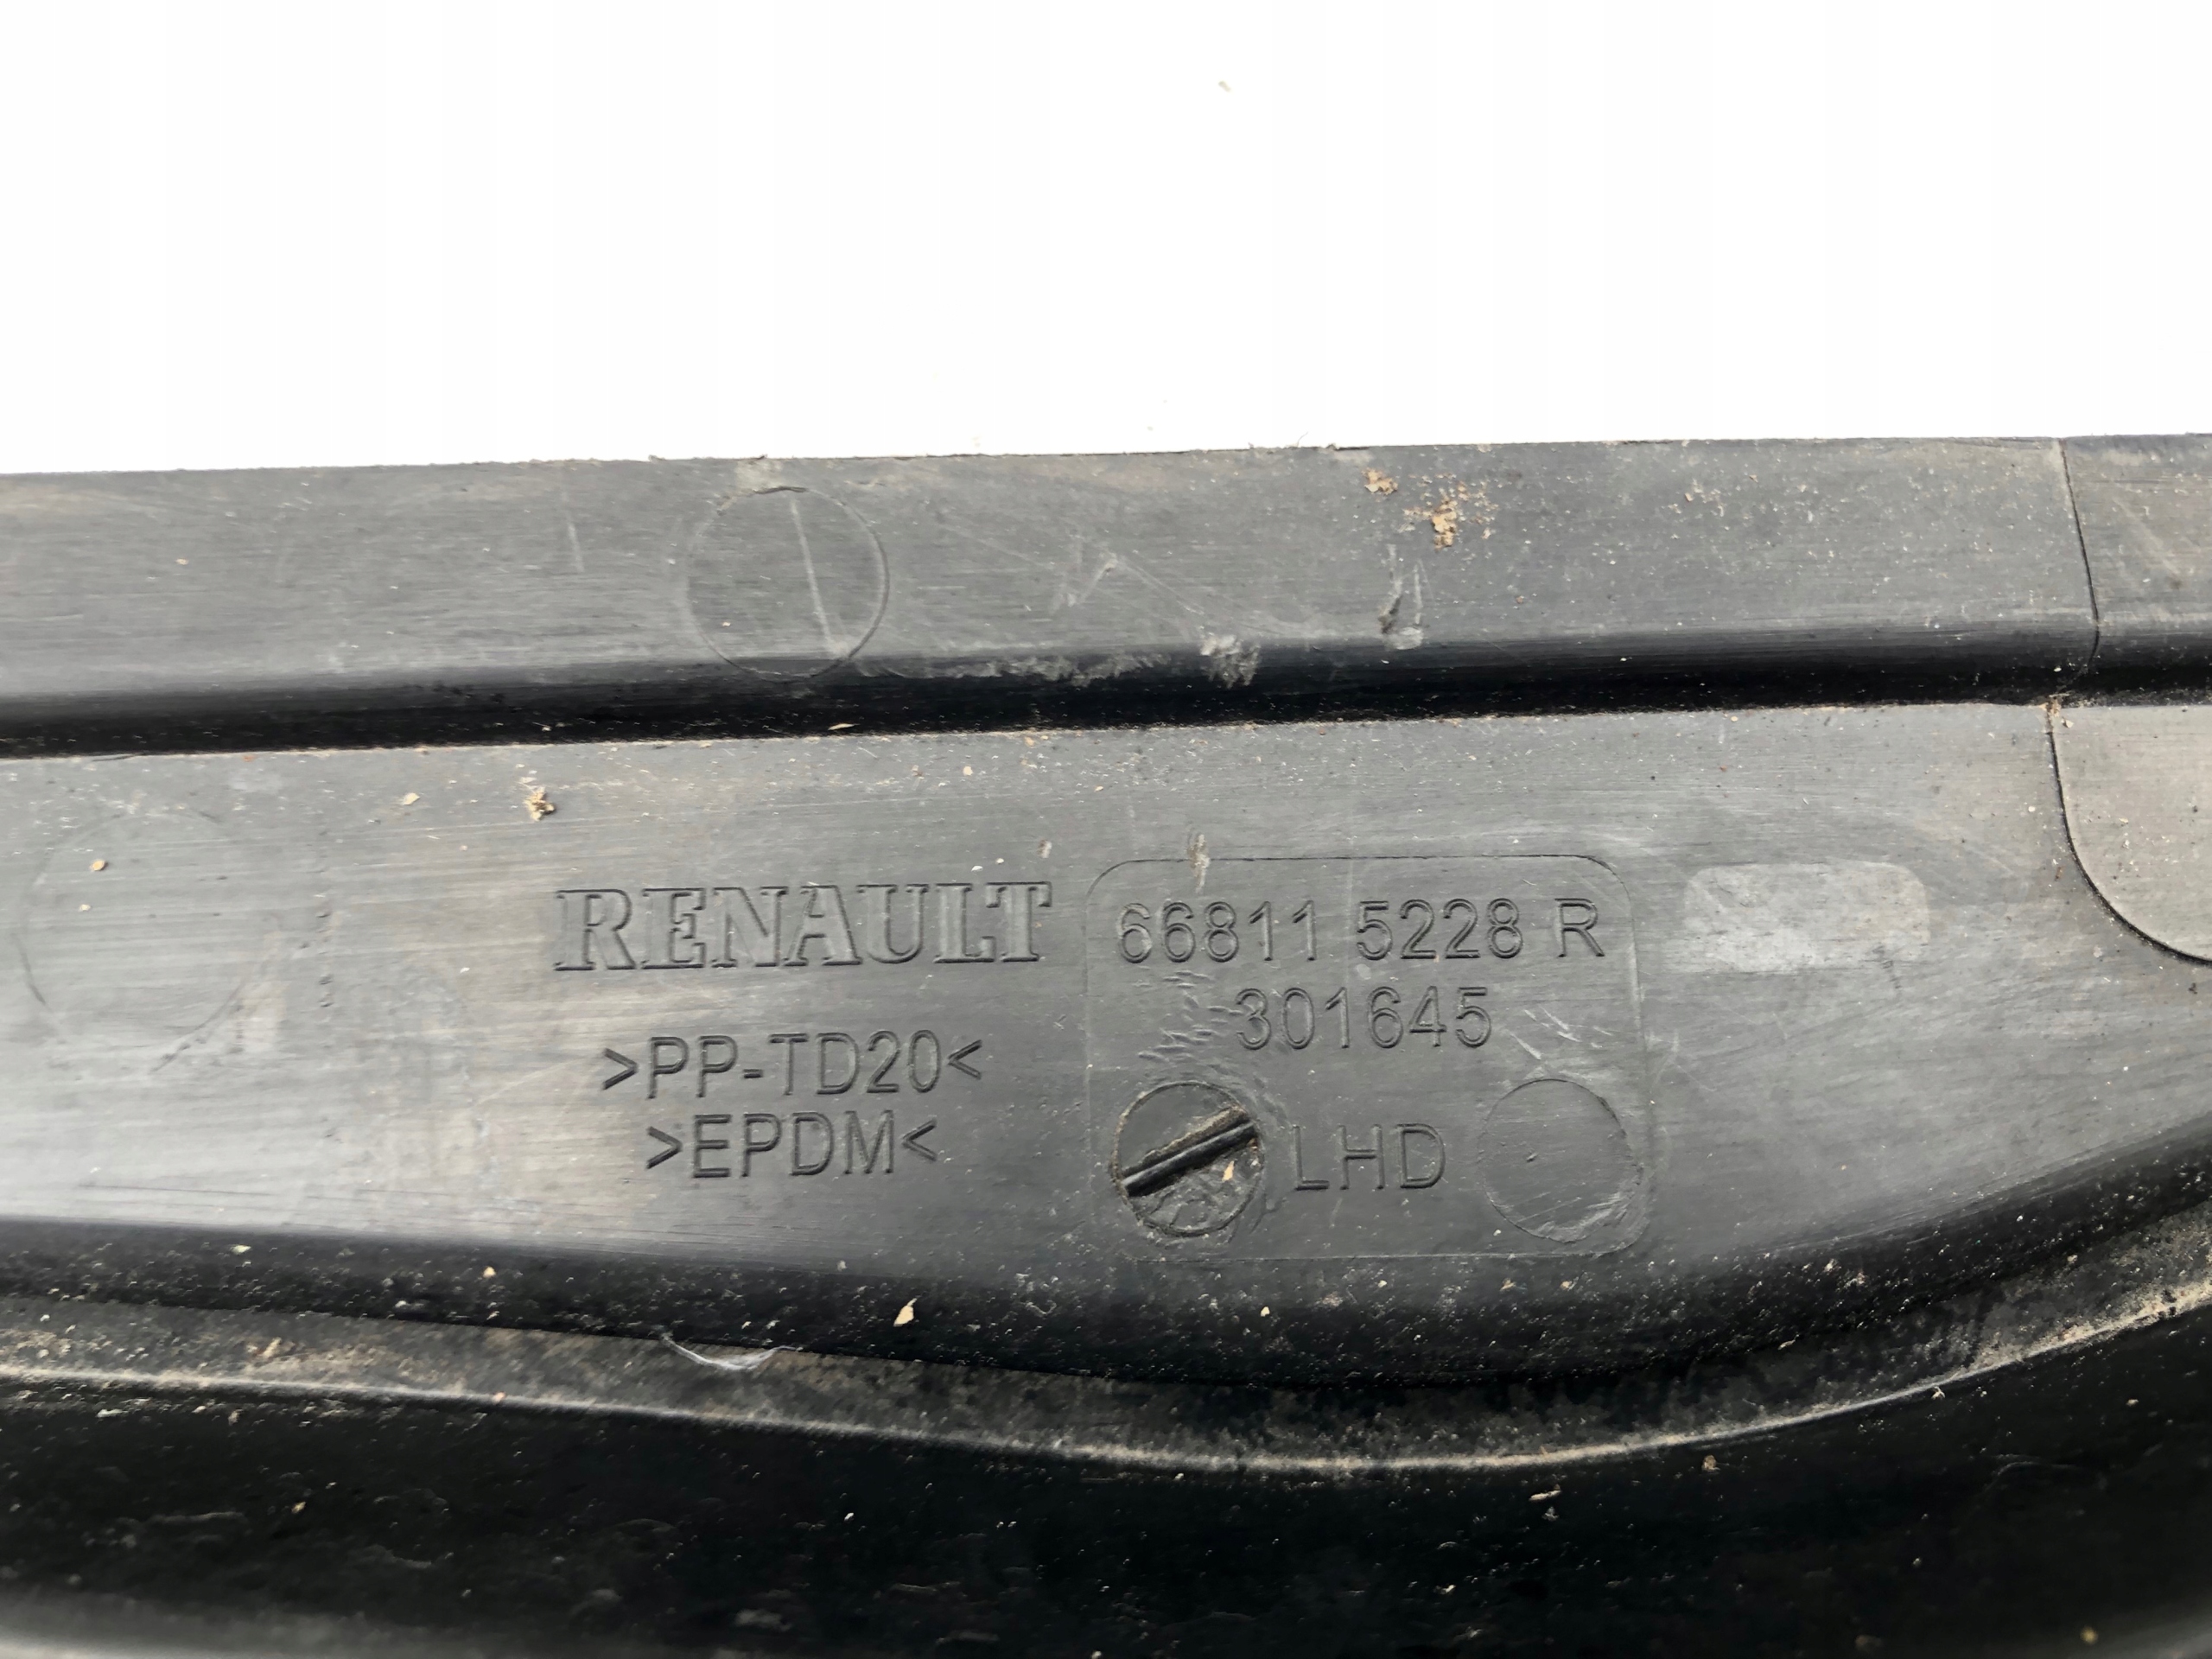 RENAULT
66811 5228 R
301645
>PP-TD20<
>EPDM<
LHD